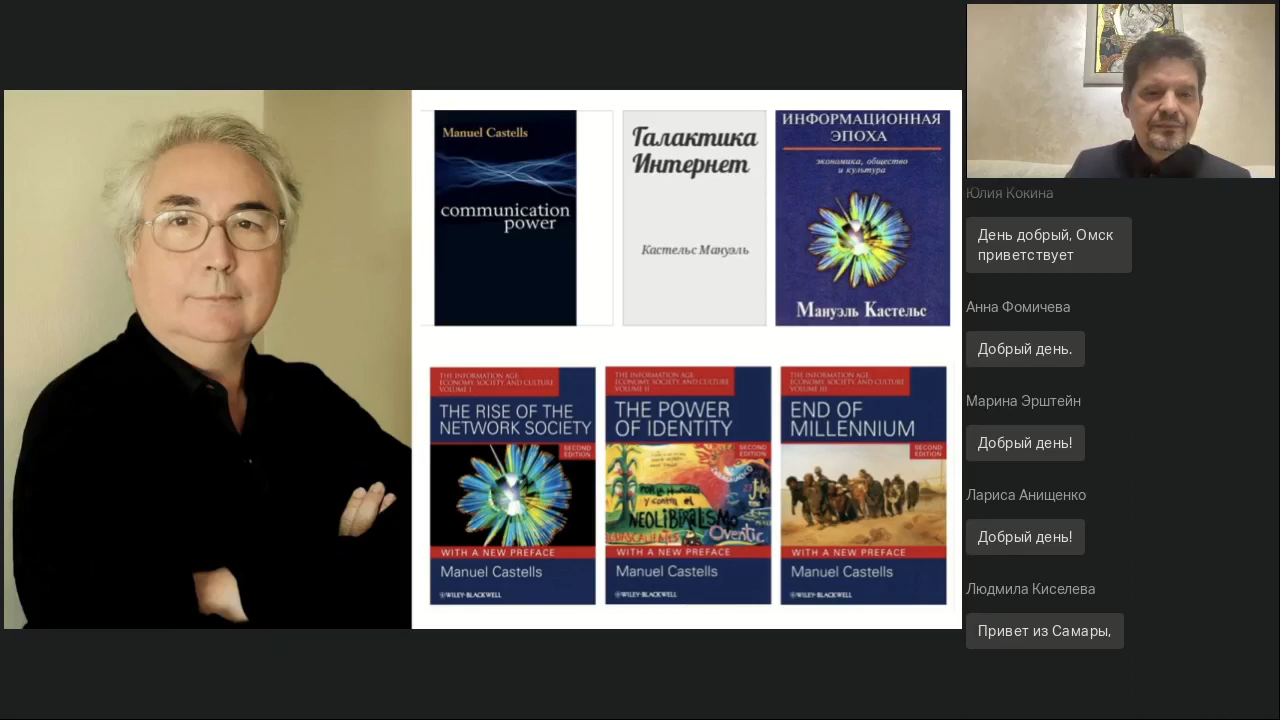 Manuel Castells
communication
power
Галактика
Интернет
Кастельс Мануэль
ИНФОРМАЦИОННАЯ
ЭПОХА
экономика, общество
и культура
Мануэль Кастельс
THE INFORMATION AGE
ECONOMY, SOCIETY, AND CULTURE
VOLUME I
THE RISE OF THE
NETWORK SOCIETY
SECOND
EDITION
WITH A NEW PREFACE
Manuel Castells
WILEY-BLACKWELL
THE INFORMATION AGE
ECONOMY, SOCIETY, AND CULTURE
VOLUME II
THE POWER
OF IDENTITY
SECOND
EDITION
y contra el
NEOLIBERALISMO
Oventic
WITH A NEW PREFACE
Manuel Castells
WILEY-BLACKWELL
THE INFORMATION AGE
ECONOMY, SOCIETY, AND CULTURE
VOLUME III
END OF
MILLENNIUM
SECOND
EDITION
WITH A NEW PREFACE
Manuel Castells
WILEY-BLACKWELL
Юлия Кокина
День добрый, Омск
приветствует
Анна Фомичева
Добрый день.
Марина Эрштейн
Добрый день!
Лариса Анищенко
Добрый день!
Людмила Киселева
Привет из Самары,